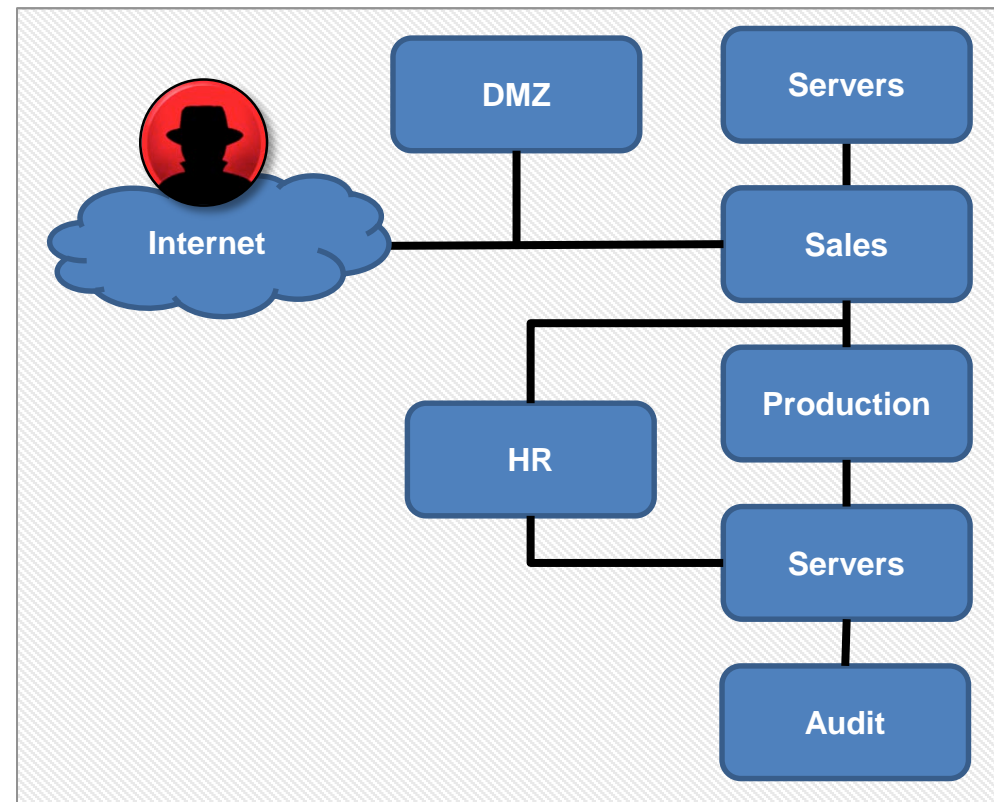 DMZ
Servers
Internet
Sales
Production
HR
Servers
Audit